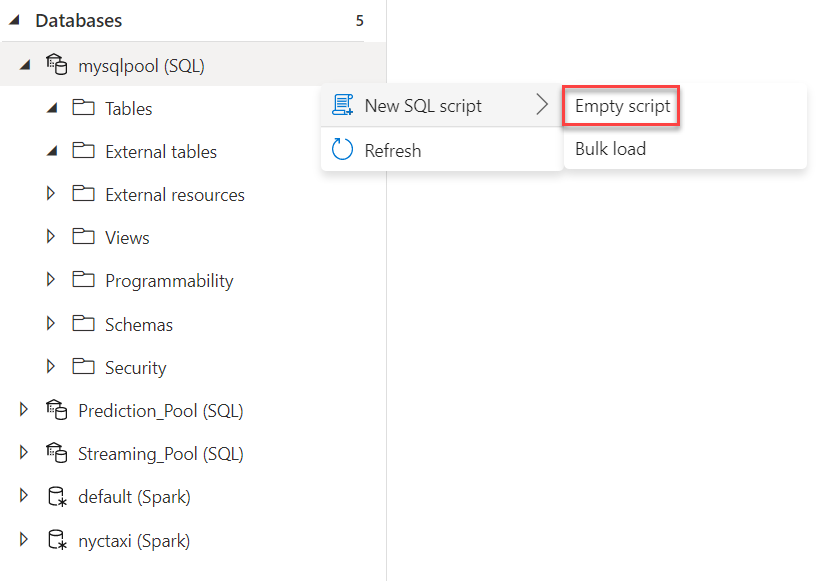 Databases 5
mysqlpool (SQL)
Tables
New SQL script
Empty script
External tables
Refresh
Bulk load
External resources
Views
Programmability
Schemas
Security
Prediction_Pool (SQL)
Streaming_Pool (SQL)
default (Spark)
nyctaxi (Spark)